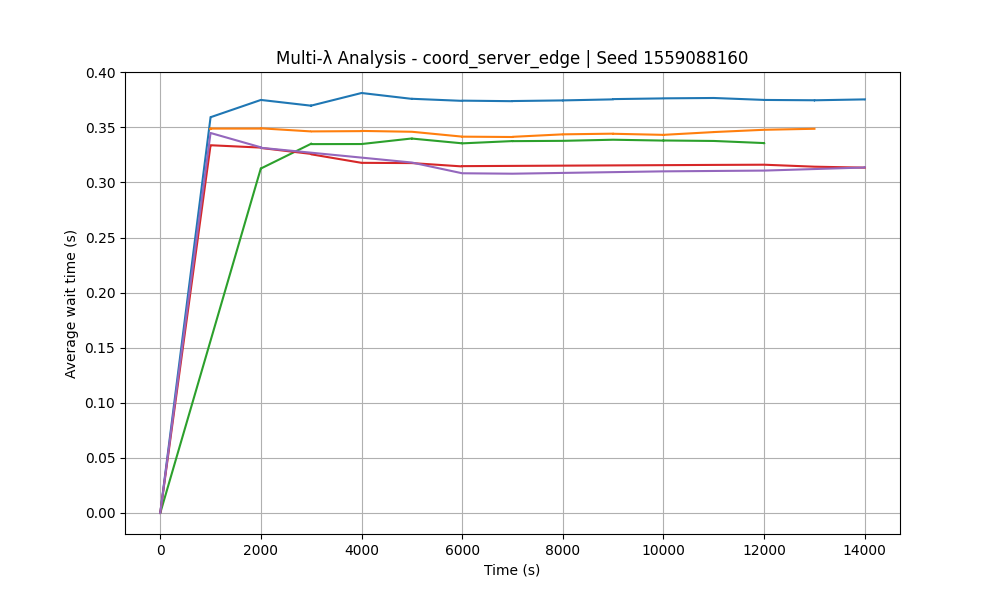 Multi-λ Analysis - coord_server_edge | Seed 1559088160
Average wait time (s)
0.40
0.35
0.30
0.25
0.20
0.15
0.10
0.05
0.00
0 2000 4000 6000 8000 10000 12000 14000
Time (s)